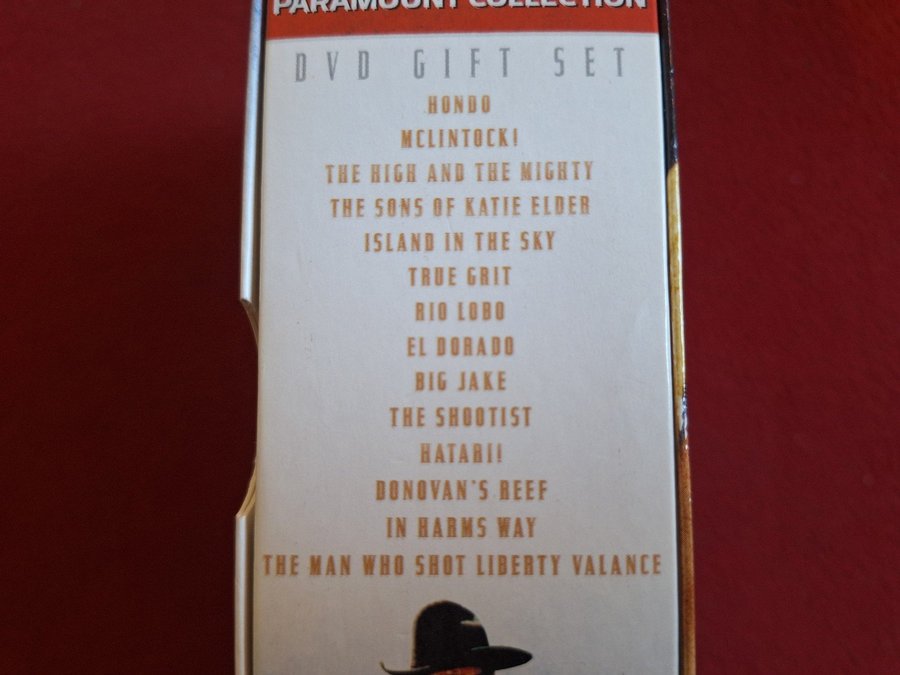 PARAMOUNT COLLECTION
DVD GIFT SET
HONDO
MCLINTOCK!
THE HIGH AND THE MIGHTY
THE SONS OF KATIE ELDER
ISLAND IN THE SKY
TRUE GRIT
RIO LOBO
EL DORADO
BIG JAKE
THE SHOOTIST
HATARI!
DONOVAN'S REEF
IN HARMS WAY
THE MAN WHO SHOT LIBERTY VALANCE